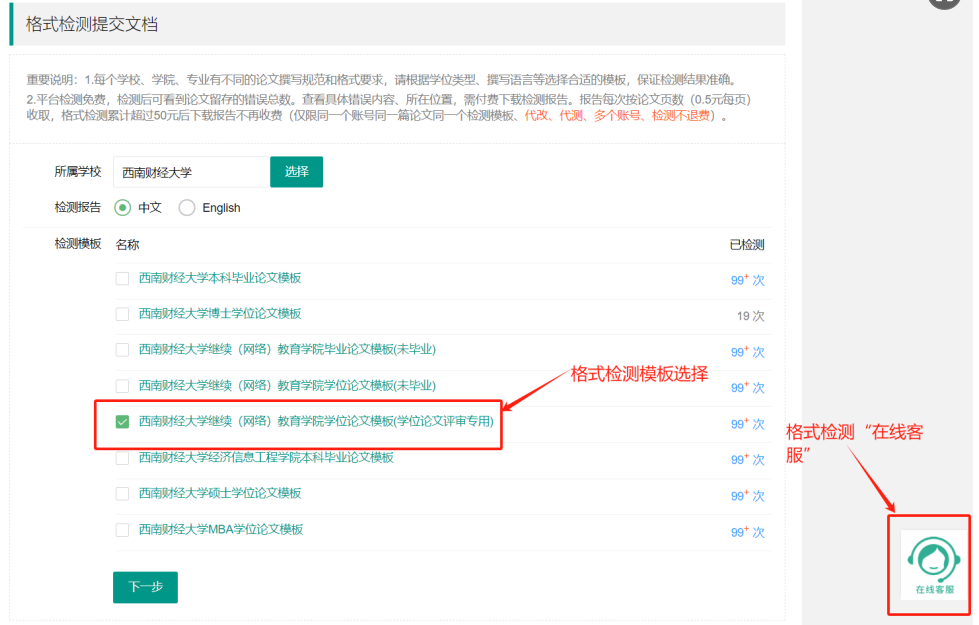 格式检测提交文档
重要说明：1.每个学校、学院、专业有不同的论文撰写规范和格式要求，请根据学位类型、撰写语言等选择合适的模板，保证检测结果准确。
2.平台检测免费，检测后可看到论文留存的错误总数。查看具体错误内容、所在位置，需付费下载检测报告。报告每次按论文页数（0.5元每页）
收取，格式检测累计超过50元后下载报告不再收费（仅限同一个账号同一篇论文同一个检测模板、代改、代测、多个账号、检测不退费）。
所属学校 西南财经大学 选择
检测报告 中文 English
检测模板 名称 已检测
西南财经大学本科毕业论文模板 99+ 次
西南财经大学博士学位论文模板 19 次
西南财经大学继续（网络）教育学院毕业论文模板(未毕业) 99+ 次
格式检测模板选择
西南财经大学继续（网络）教育学院学位论文模板(未毕业) 99+ 次
西南财经大学继续（网络）教育学院学位论文模板(学位论文评审专用) 99+ 次
格式检测“在线客
服”
西南财经大学经济信息工程学院本科毕业论文模板 99+ 次
西南财经大学硕士学位论文模板 99+ 次
西南财经大学MBA学位论文模板 99+ 次
下一步
在线客服